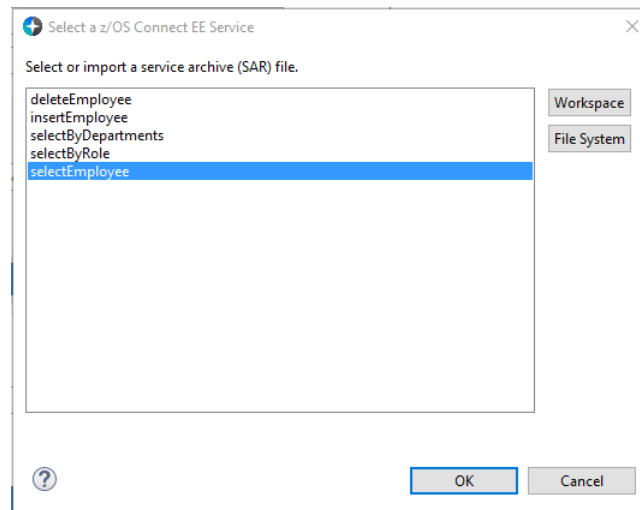 Select a z/OS Connect EE Service
Select or import a service archive (SAR) file.
deleteEmployee
insertEmployee
selectByDepartments
selectByRole
selectEmployee
Workspace
File System
?
OK
Cancel